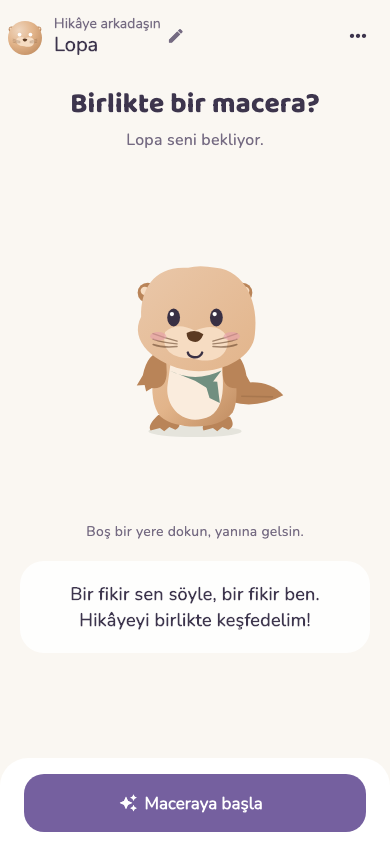 Hikâye arkadaşın
Lopa
Birlikte bir macera?
Lopa seni bekliyor.
Boş bir yere dokun, yanına gelsin.
Bir fikir sen söyle, bir fikir ben.
Hikâyeyi birlikte keşfedelim!
Maceraya başla